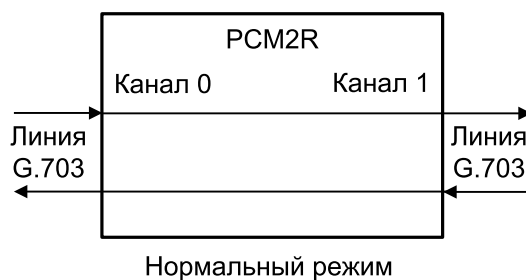 PCM2R
Канал 0 Канал 1
Линия Линия
G.703 G.703
Нормальный режим